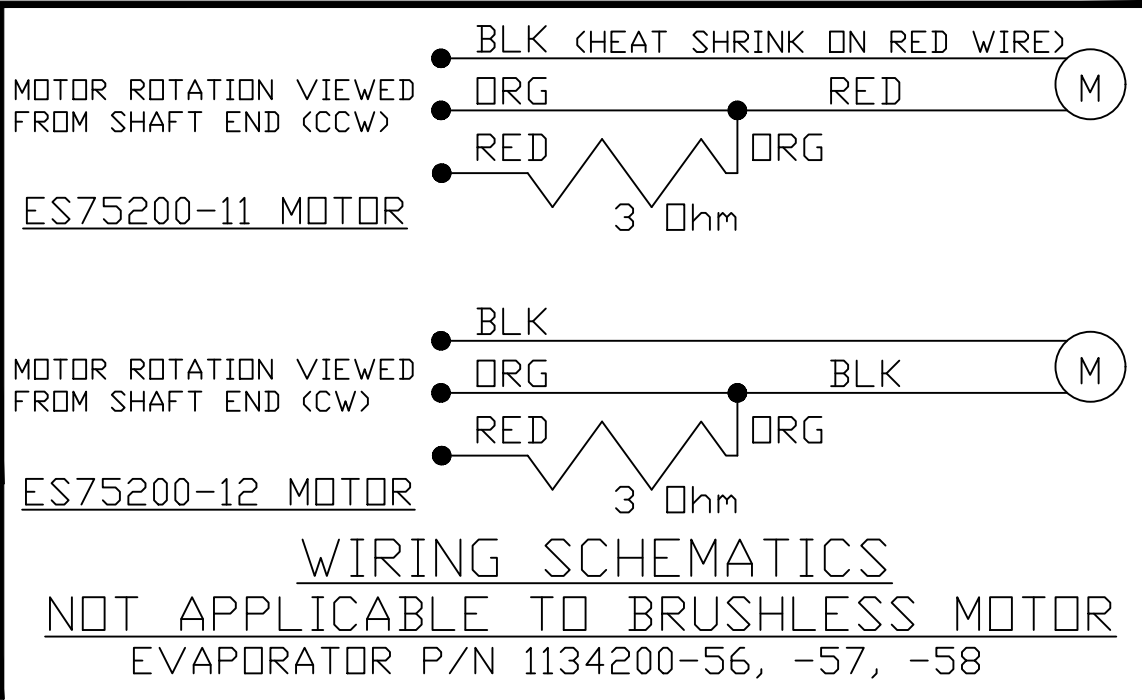 BLK (HEAT SHRINK ON RED WIRE)
M
MOTOR ROTATION VIEWED
FROM SHAFT END (CCW)
ORG
RED
RED
ORG
3 Ohm
ES75200-11 MOTOR
BLK
M
MOTOR ROTATION VIEWED
FROM SHAFT END (CW)
ORG
BLK
RED
ORG
3 Ohm
ES75200-12 MOTOR
WIRING SCHEMATICS
NOT APPLICABLE TO BRUSHLESS MOTOR
EVAPORATOR P/N 1134200-56, -57, -58